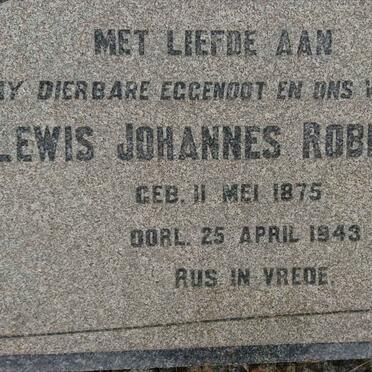 MET LIEFDE AAN
MY DIERBARE EGGENOOT EN ONS
LEWIS JOHANNES
GEB. 11 MEI 1875
OORL. 25 APRIL 1943
RUS IN VREDE.